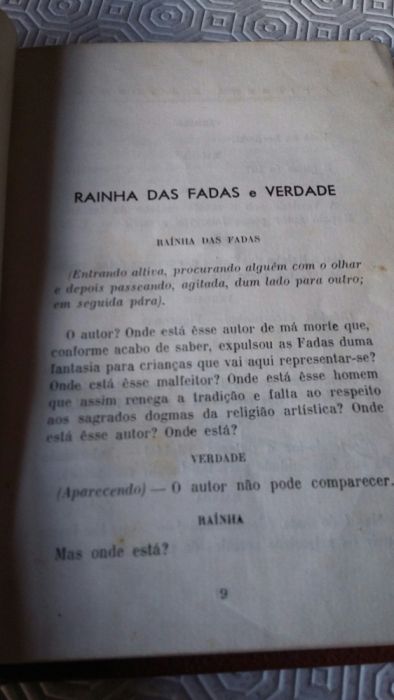 RAINHA DAS FADAS e VERDADE
RAÍNHA DAS FADAS
(Entrando altiva, procurando alguém com o olhar
e depois passeando, agitada, dum lado para outro;
em seguida pára).
O autor? Onde está êsse autor de má morte que,
conforme acabo de saber, expulsou as Fadas duma
fantasia para crianças que vai aqui representar-se?
Onde está êsse malfeitor? Onde está êsse homem
que assim renega a tradição e falta ao respeito
aos sagrados dogmas da religião artística? Onde
está êsse autor? Onde está?
VERDADE
(Aparecendo) — O autor não pode comparecer.
RAÍNHA
Mas onde está?
9